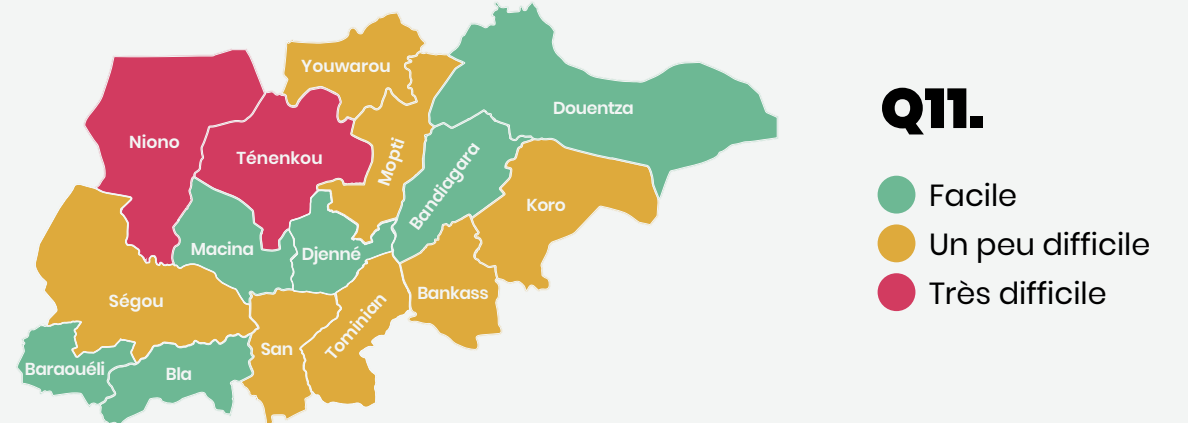 Youwarou
Douentza
Niono
Ténenkou
Mopti
Bandiagara
Koro
Macina
Djenné
Ségou
Bankass
Tominian
San
Baraouéli
Bla
Q11.
Facile
Un peu difficile
Très difficile